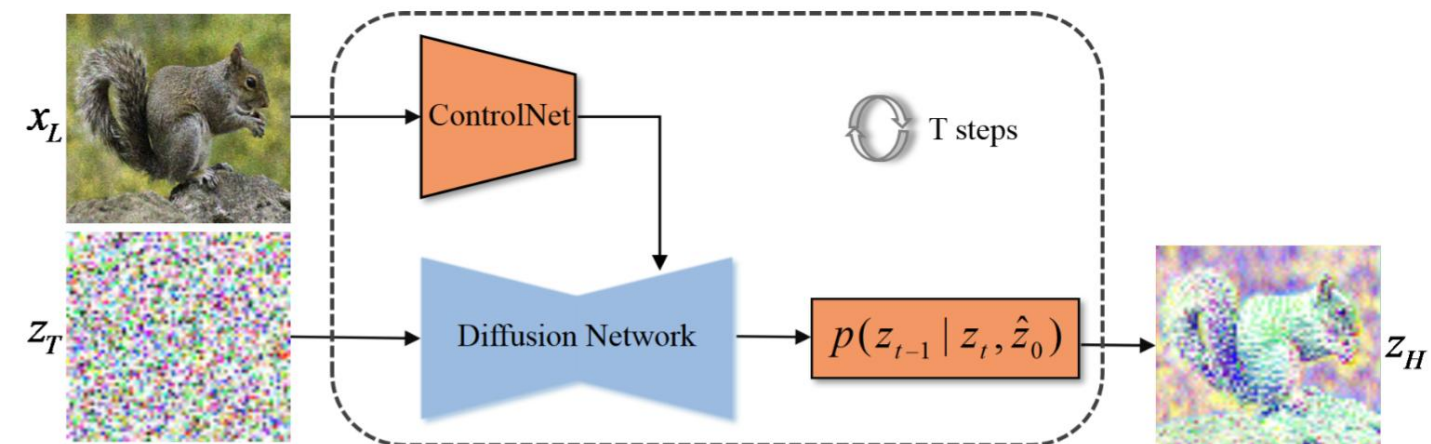 x_L
ControlNet
T steps
z_T
Diffusion Network
p(z_{t-1} | z_t, ẑ_0)
z_H